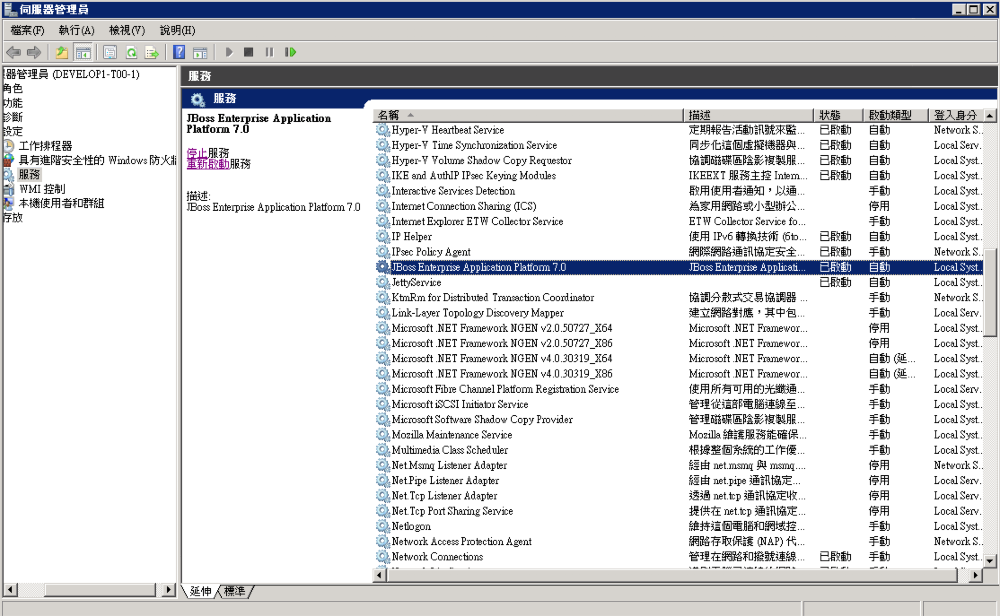 伺服器管理員
檔案(F) 執行(A) 檢視(V) 說明(H)
器管理員 (DEVELOP1-T00-1)
角色
功能
診斷
設定
工作排程器
具有進階安全性的 Windows 防火
服務
WMI 控制
本機使用者和群組
存放
服務
服務
JBoss Enterprise Application
Platform 7.0
停止服務
重新啟動服務
描述:
JBoss Enterprise Application Platform 7.0
名稱 描述 狀態 啟動類型 登入身分
Hyper-V Heartbeat Service 定期報告活動訊號來監... 已啟動 自動 Network S..
Hyper-V Time Synchronization Service 同步化這個虛擬機器與... 已啟動 自動 Local Serv.
Hyper-V Volume Shadow Copy Requestor 協調磁碟區陰影複製服... 已啟動 自動 Local Syst..
IKE and AuthIP IPsec Keying Modules IKEEXT 服務主控 Intern... 已啟動 自動 Local Syst..
Interactive Services Detection 啟用使用者通知，以通... 手動 Local Syst..
Internet Connection Sharing (ICS) 為家用網路或小型辦公... 停用 Local Syst..
Internet Explorer ETW Collector Service ETW Collector Service fo... 手動 Local Syst..
IP Helper 使用 IPv6 轉換技術 (6to... 已啟動 自動 Local Syst..
IPsec Policy Agent 網際網路通訊協定安全... 已啟動 手動 Network S..
JBoss Enterprise Application Platform 7.0 JBoss Enterprise Applicati... 已啟動 自動 Local Syst..
JettyService 已啟動 自動 Local Syst..
KtmRm for Distributed Transaction Coordinator 協調分散式交易協調器 ... 手動 Network S..
Link-Layer Topology Discovery Mapper 建立網路對應，其中包... 手動 Local Serv.
Microsoft .NET Framework NGEN v2.0.50727_X64 Microsoft .NET Framewor... 停用 Local Syst..
Microsoft .NET Framework NGEN v2.0.50727_X86 Microsoft .NET Framewor... 停用 Local Syst..
Microsoft .NET Framework NGEN v4.0.30319_X64 Microsoft .NET Framewor... 自動 (延... Local Syst..
Microsoft .NET Framework NGEN v4.0.30319_X86 Microsoft .NET Framewor... 自動 (延... Local Syst..
Microsoft Fibre Channel Platform Registration Service 使用所有可用的光纖通... 手動 Local Serv.
Microsoft iSCSI Initiator Service 管理從這部電腦連線至... 手動 Local Syst..
Microsoft Software Shadow Copy Provider 管理磁碟區陰影複製服... 手動 Local Syst..
Mozilla Maintenance Service Mozilla 維護服務能確保... 手動 Local Syst..
Multimedia Class Scheduler 根據整個系統的工作優... 手動 Local Syst..
Net.Msmq Listener Adapter 經由 net.msmq 與 msmq.... 停用 Network S..
Net.Pipe Listener Adapter 經由 net.pipe 通訊協定... 停用 Local Serv.
Net.Tcp Listener Adapter 透過 net.tcp 通訊協定收... 停用 Local Serv.
Net.Tcp Port Sharing Service 提供在 net.tcp 通訊協定... 停用 Local Serv.
Netlogon 維持這個電腦和網域控... 手動 Local Syst..
Network Access Protection Agent 網路存取保護 (NAP) 代... 手動 Network S..
Network Connections 管理在網路和撥號連線... 已啟動 手動 Local Syst..
延伸 標準